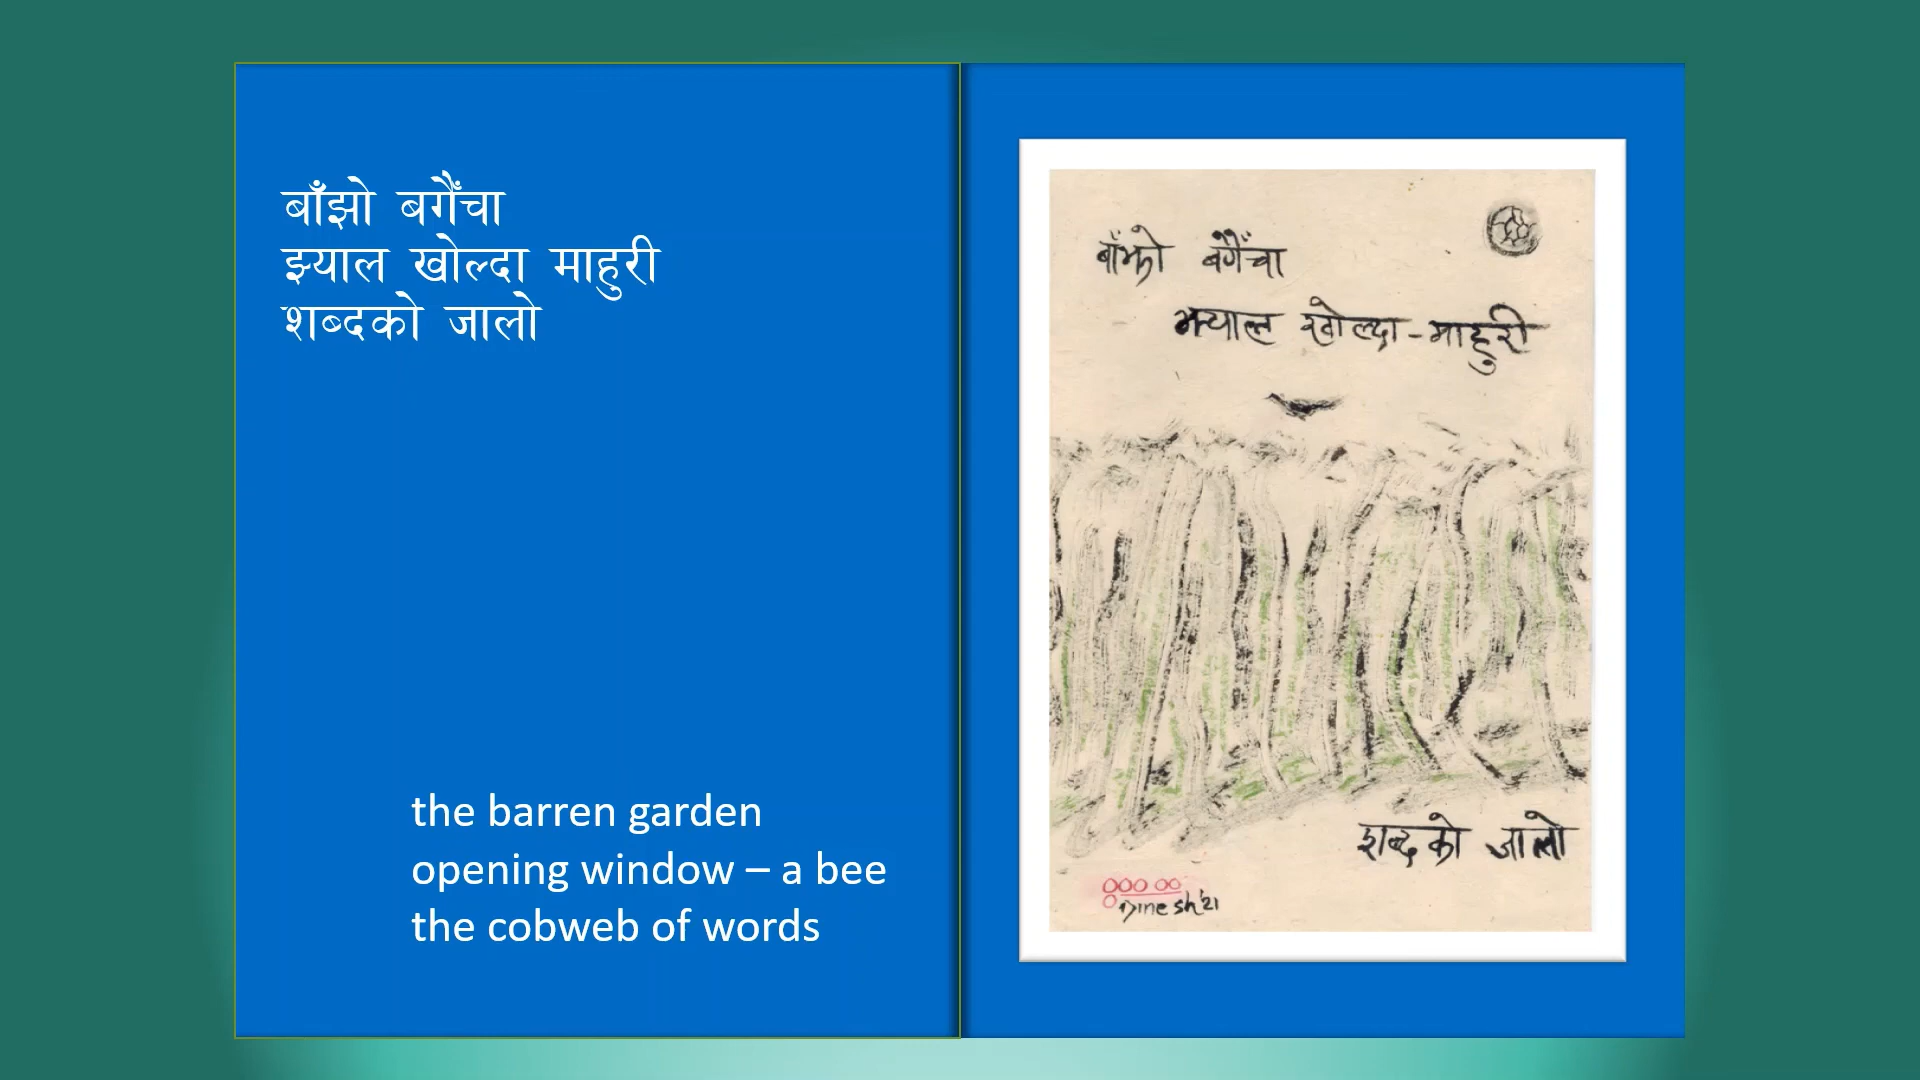 बाँझो बगैँचा
झ्याल खोल्दा माहुरी
शब्दको जालो
the barren garden
opening window – a bee
the cobweb of words
बाँझो बगैँचा
झ्याल खोल्दा - माहुरी
शब्दको जालो
Dinesh'21